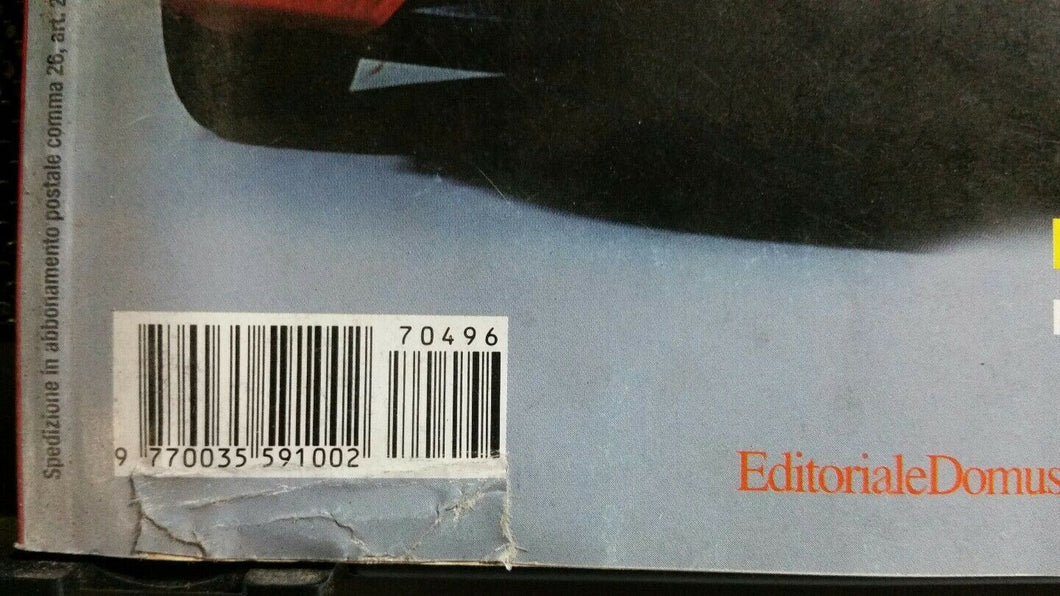 Spedizione in abbonamento postale comma 26, art. 2
70496
9 770035 591002
EditorialeDomus